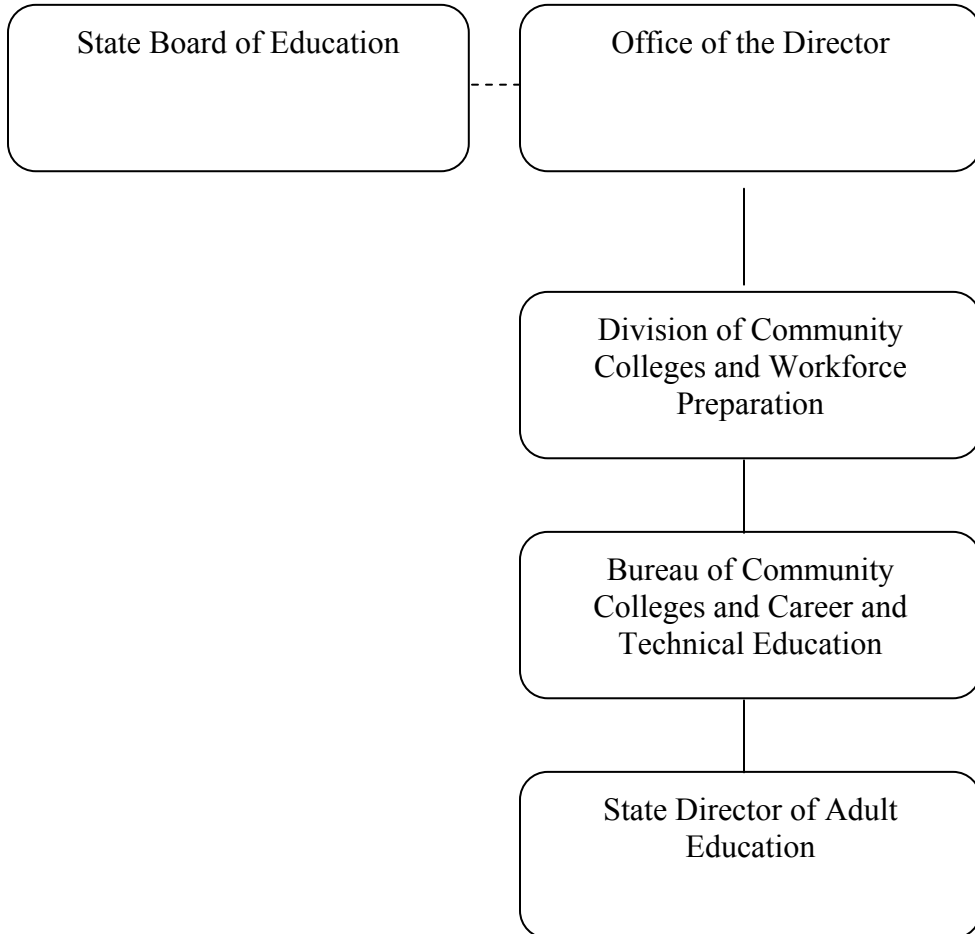 State Board of Education
Office of the Director
Division of Community
Colleges and Workforce
Preparation
Bureau of Community
Colleges and Career and
Technical Education
State Director of Adult
Education